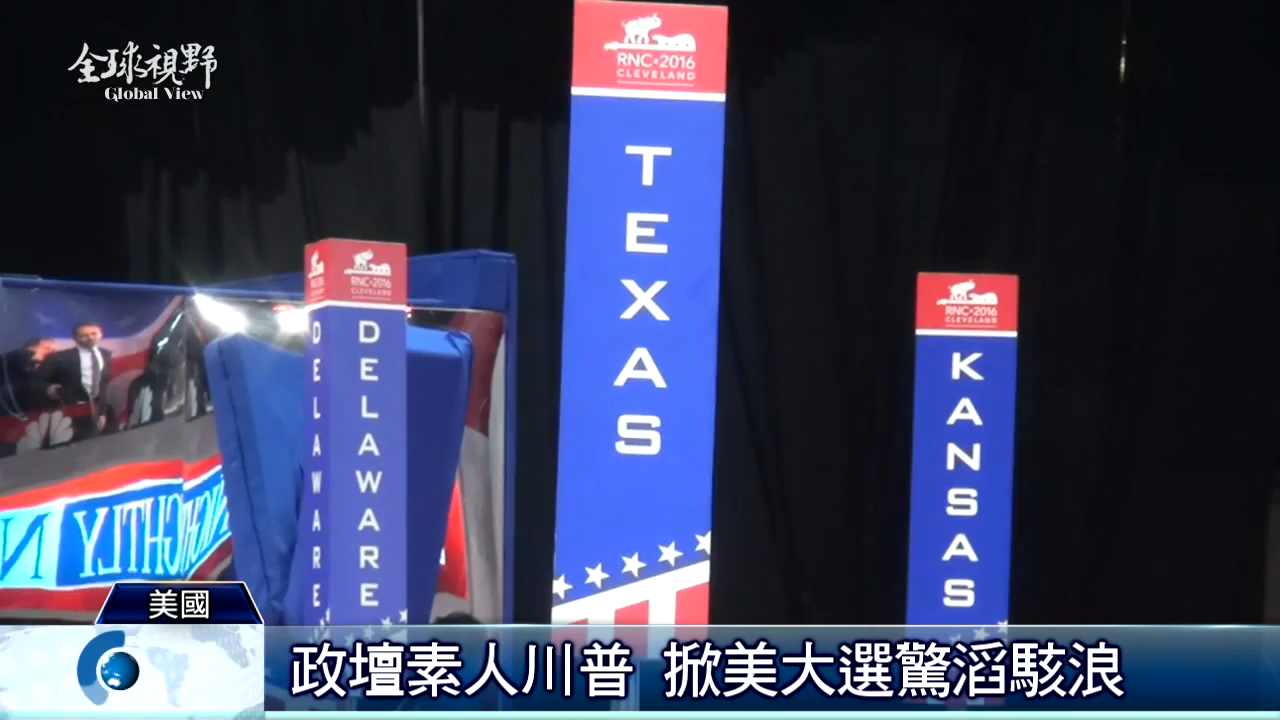 全球視野
Global View
RNC•2016
CLEVELAND
TEXAS
RNC•2016
CLEVELAND
DELAWARE
DELAWARE
RNC•2016
CLEVELAND
KANSAS
NIGHTLY N
美國
政壇素人川普 掀美大選驚滔駭浪